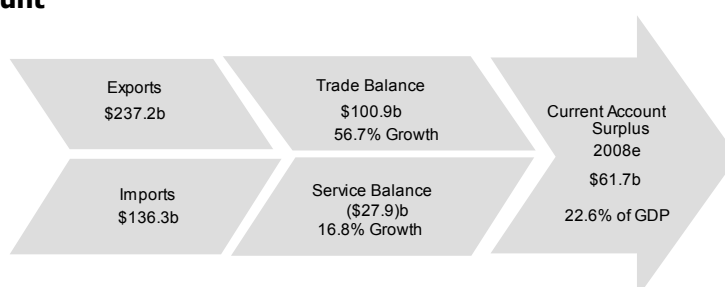 Exports
$237.2b
Trade Balance
$100.9b
56.7% Growth
Imports
$136.3b
Service Balance
($27.9)b
16.8% Growth
Current Account
Surplus
2008e
$61.7b
22.6% of GDP